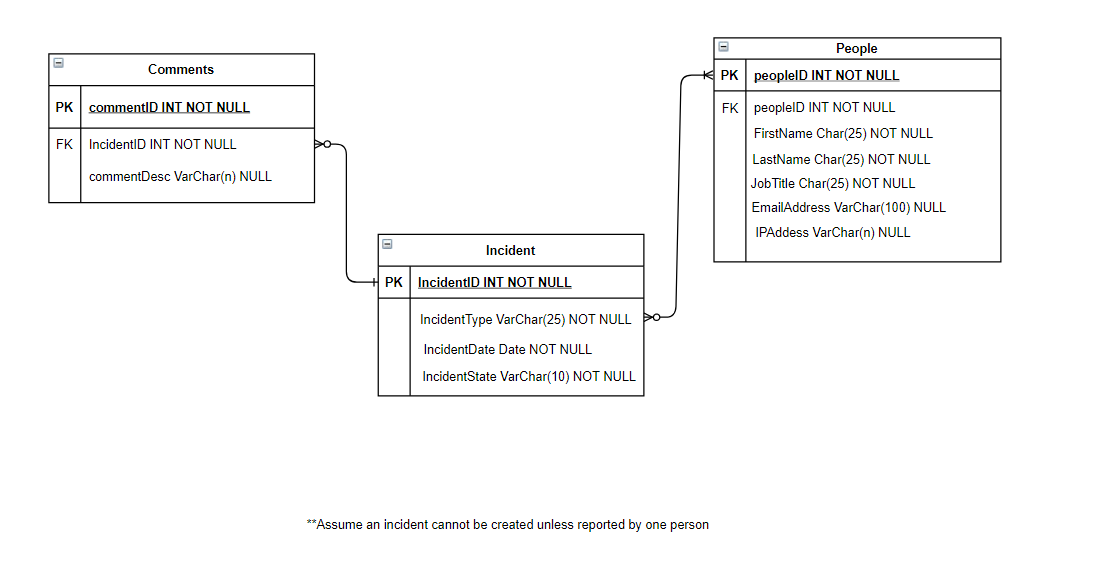 Comments
PK commentID INT NOT NULL
FK IncidentID INT NOT NULL
commentDesc VarChar(n) NULL
People
PK peopleID INT NOT NULL
FK peopleID INT NOT NULL
FirstName Char(25) NOT NULL
LastName Char(25) NOT NULL
JobTitle Char(25) NOT NULL
EmailAddress VarChar(100) NULL
IPAddess VarChar(n) NULL
Incident
PK IncidentID INT NOT NULL
IncidentType VarChar(25) NOT NULL
IncidentDate Date NOT NULL
IncidentState VarChar(10) NOT NULL
**Assume an incident cannot be created unless reported by one person